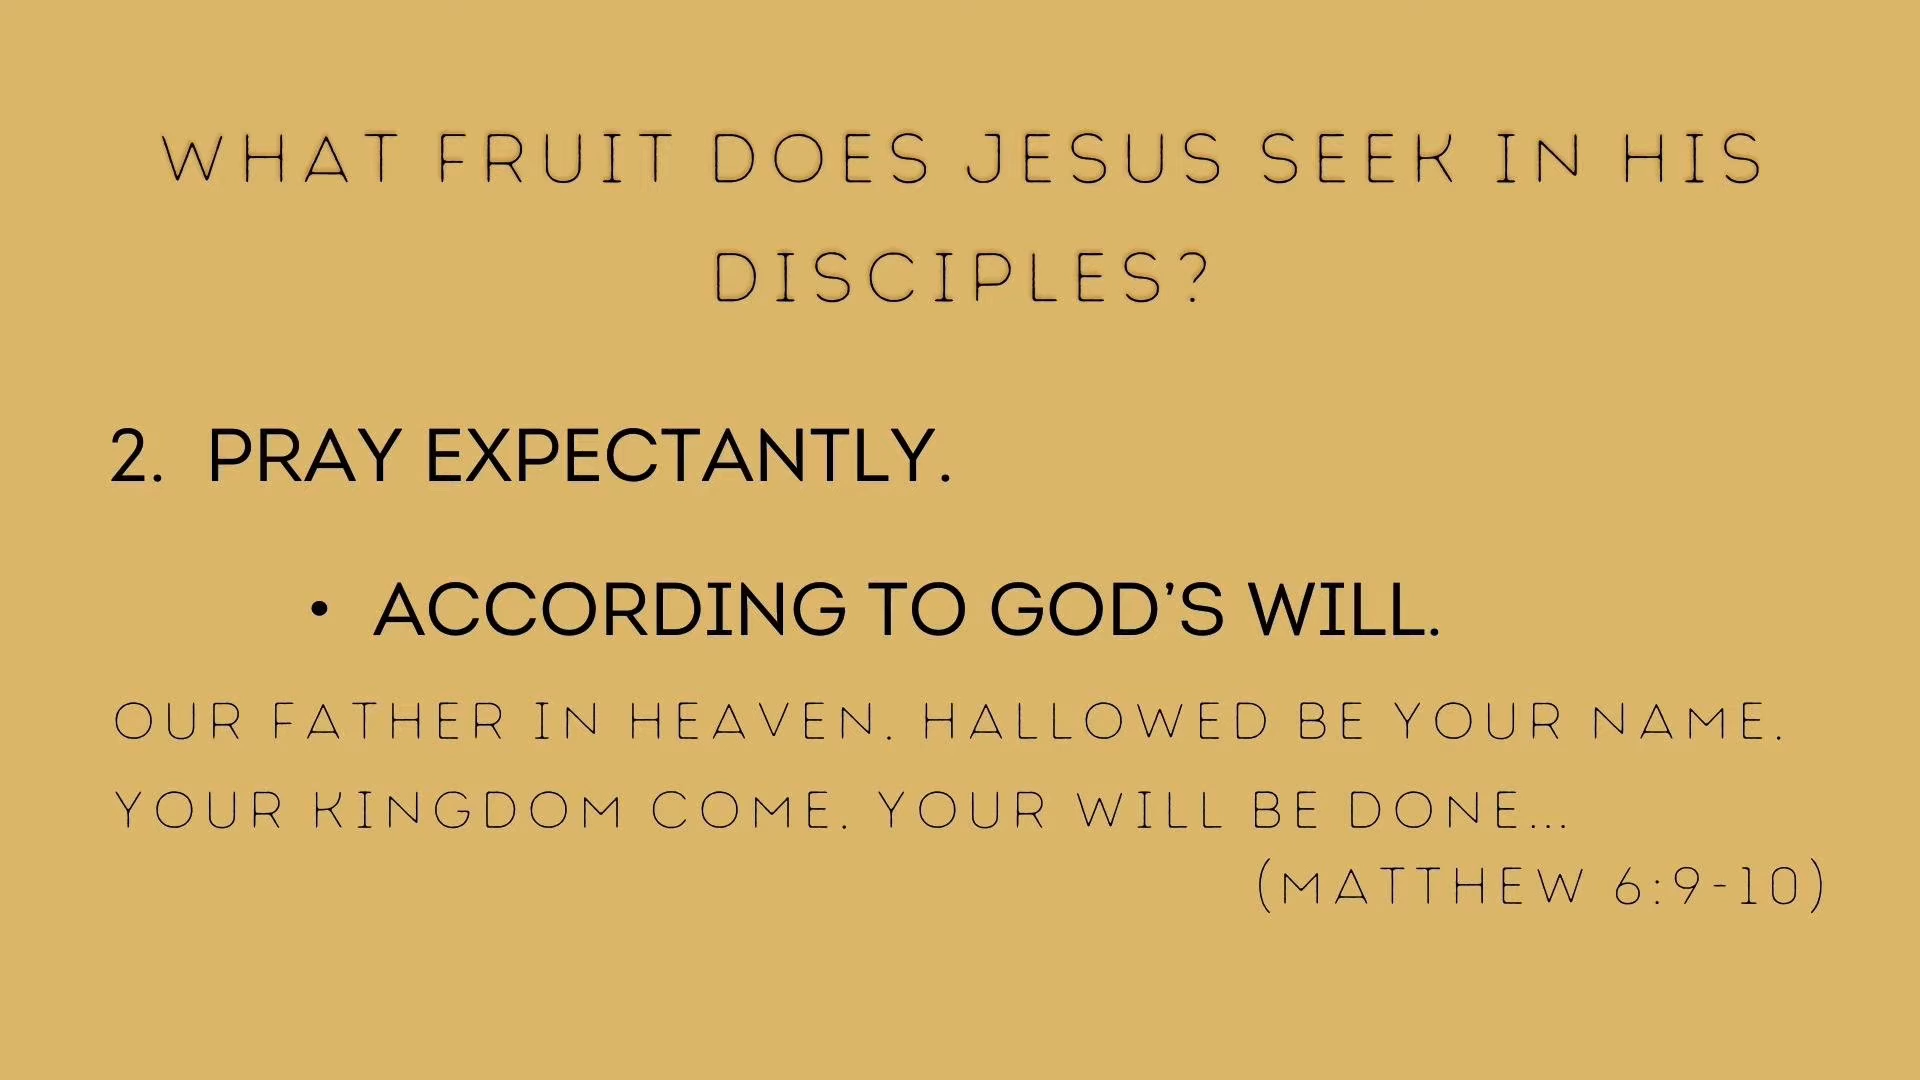 WHAT FRUIT DOES JESUS SEEK IN HIS
DISCIPLES?
2. PRAY EXPECTANTLY.
• ACCORDING TO GOD'S WILL.
OUR FATHER IN HEAVEN. HALLOWED BE YOUR NAME.
YOUR KINGDOM COME. YOUR WILL BE DONE...
(MATTHEW 6:9-10)